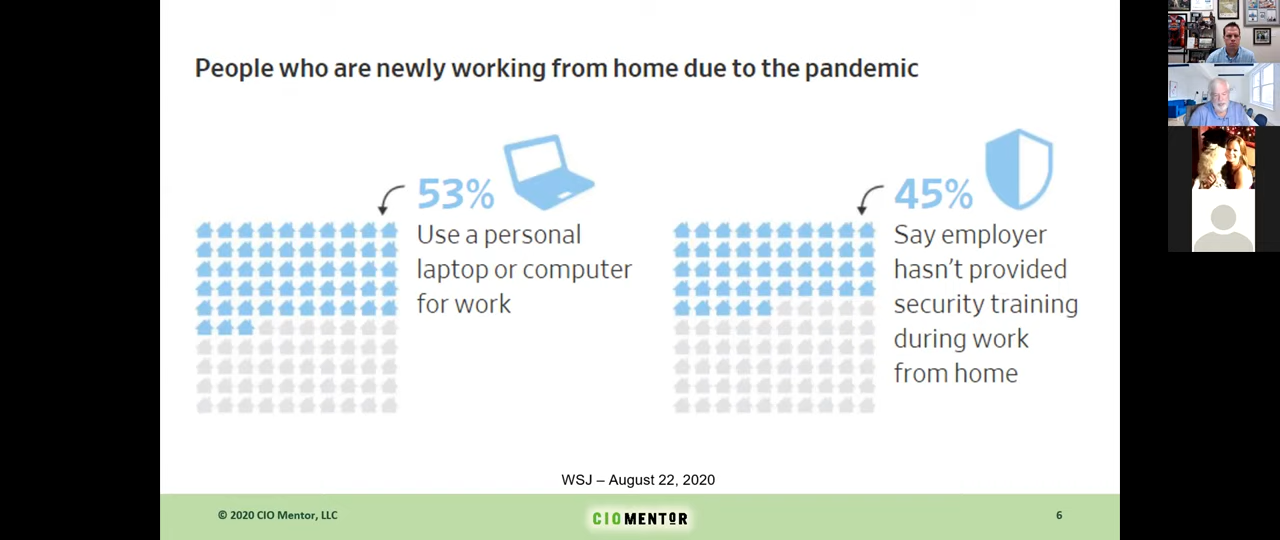 People who are newly working from home due to the pandemic
53%
Use a personal
laptop or computer
for work
45%
Say employer
hasn't provided
security training
during work
from home
WSJ – August 22, 2020
© 2020 CIO Mentor, LLC
CIOMENTOR
6